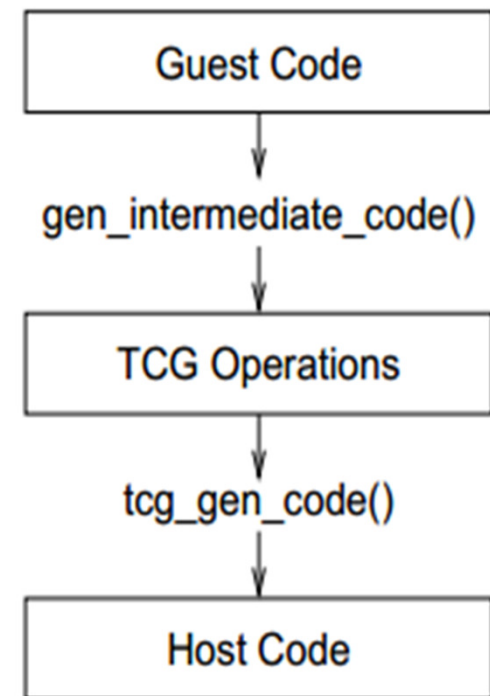 Guest Code
gen_intermediate_code()
TCG Operations
tcg_gen_code()
Host Code